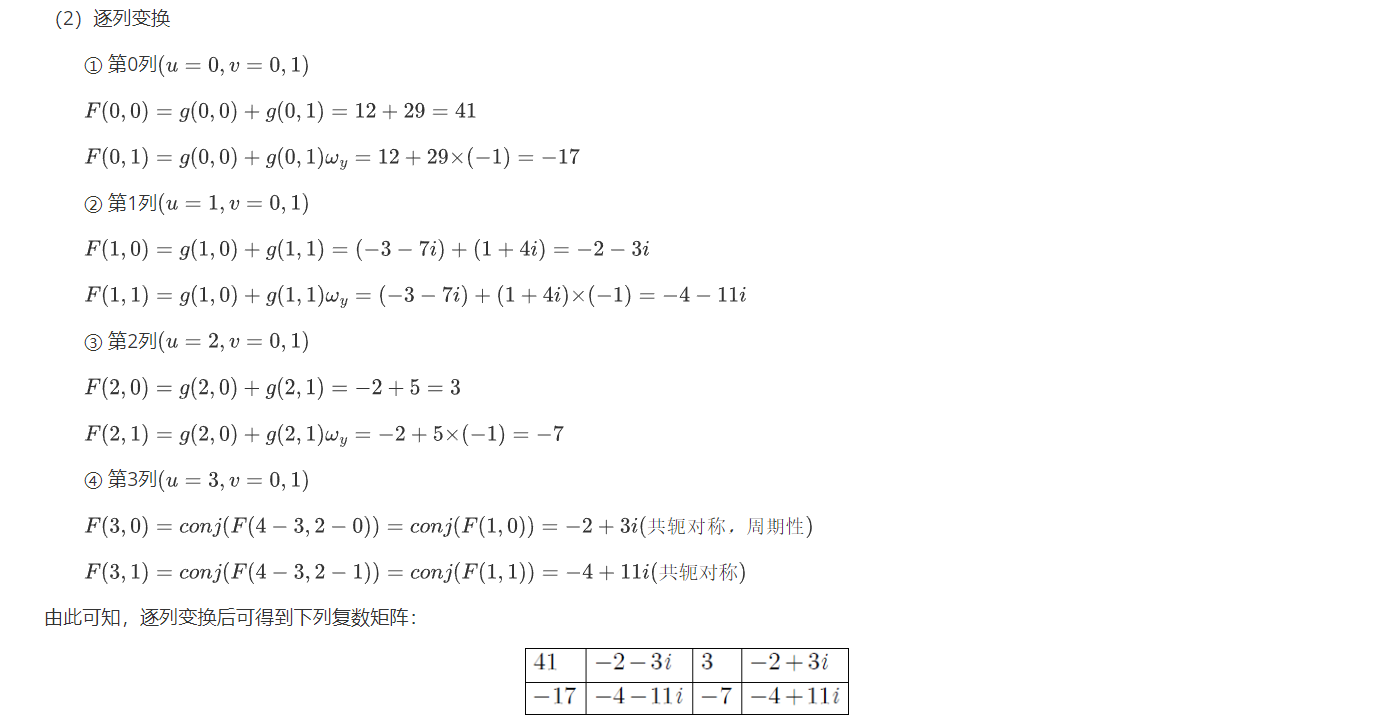 （2）逐列变换
① 第0列(u = 0, v = 0, 1)
F(0, 0) = g(0, 0) + g(0, 1) = 12 + 29 = 41
F(0, 1) = g(0, 0) + g(0, 1)ω_y = 12 + 29×(−1) = −17
② 第1列(u = 1, v = 0, 1)
F(1, 0) = g(1, 0) + g(1, 1) = (−3 − 7i) + (1 + 4i) = −2 − 3i
F(1, 1) = g(1, 0) + g(1, 1)ω_y = (−3 − 7i) + (1 + 4i)×(−1) = −4 − 11i
③ 第2列(u = 2, v = 0, 1)
F(2, 0) = g(2, 0) + g(2, 1) = −2 + 5 = 3
F(2, 1) = g(2, 0) + g(2, 1)ω_y = −2 + 5×(−1) = −7
④ 第3列(u = 3, v = 0, 1)
F(3, 0) = conj(F(4 − 3, 2 − 0)) = conj(F(1, 0)) = −2 + 3i(共轭对称，周期性)
F(3, 1) = conj(F(4 − 3, 2 − 1)) = conj(F(1, 1)) = −4 + 11i(共轭对称)
由此可知，逐列变换后可得到下列复数矩阵：
41 −2−3i 3 −2+3i
−17 −4−11i −7 −4+11i